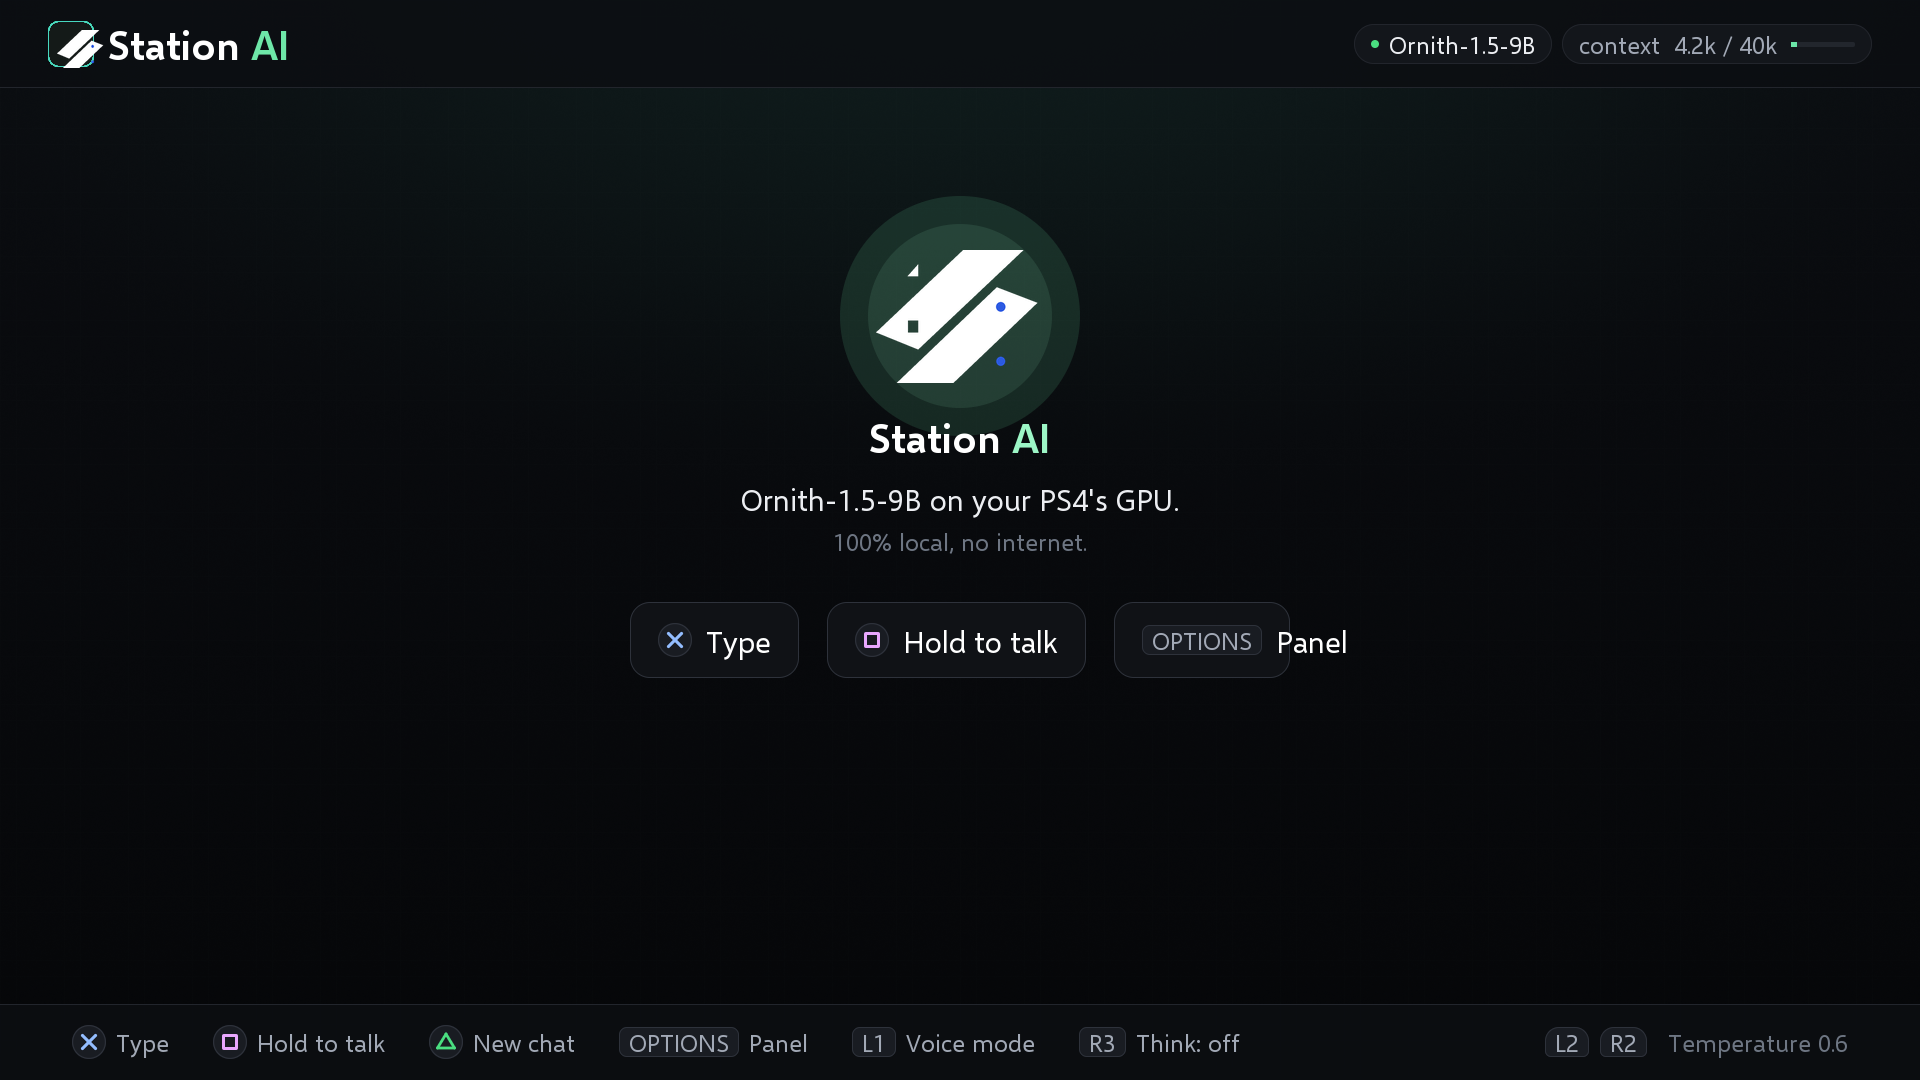 Station AI
Ornith-1.5-9B
context 4.2k / 40k
Station AI
Ornith-1.5-9B on your PS4's GPU.
100% local, no internet.
Type
Hold to talk
OPTIONS Panel
Type
Hold to talk
New chat
OPTIONS Panel
L1 Voice mode
R3 Think: off
L2 R2 Temperature 0.6